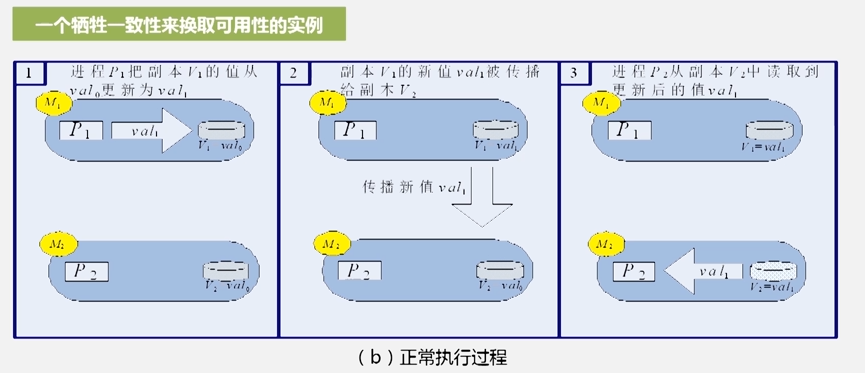 一个牺牲一致性来换取可用性的实例
1
进程P1把副本V1的值从
val0更新为val1
M1
P1
val1
V1 val0
M2
P2
V2 val0
2
副本V1的新值val1被传播
给副本V2
M1
P1
V1 val1
传播新值val1
M2
P2
V2 val0
3
进程P2从副本V2中读取到
更新后的值val1
M1
P1
V1=val1
M2
P2
val1
V2=val1
（b）正常执行过程